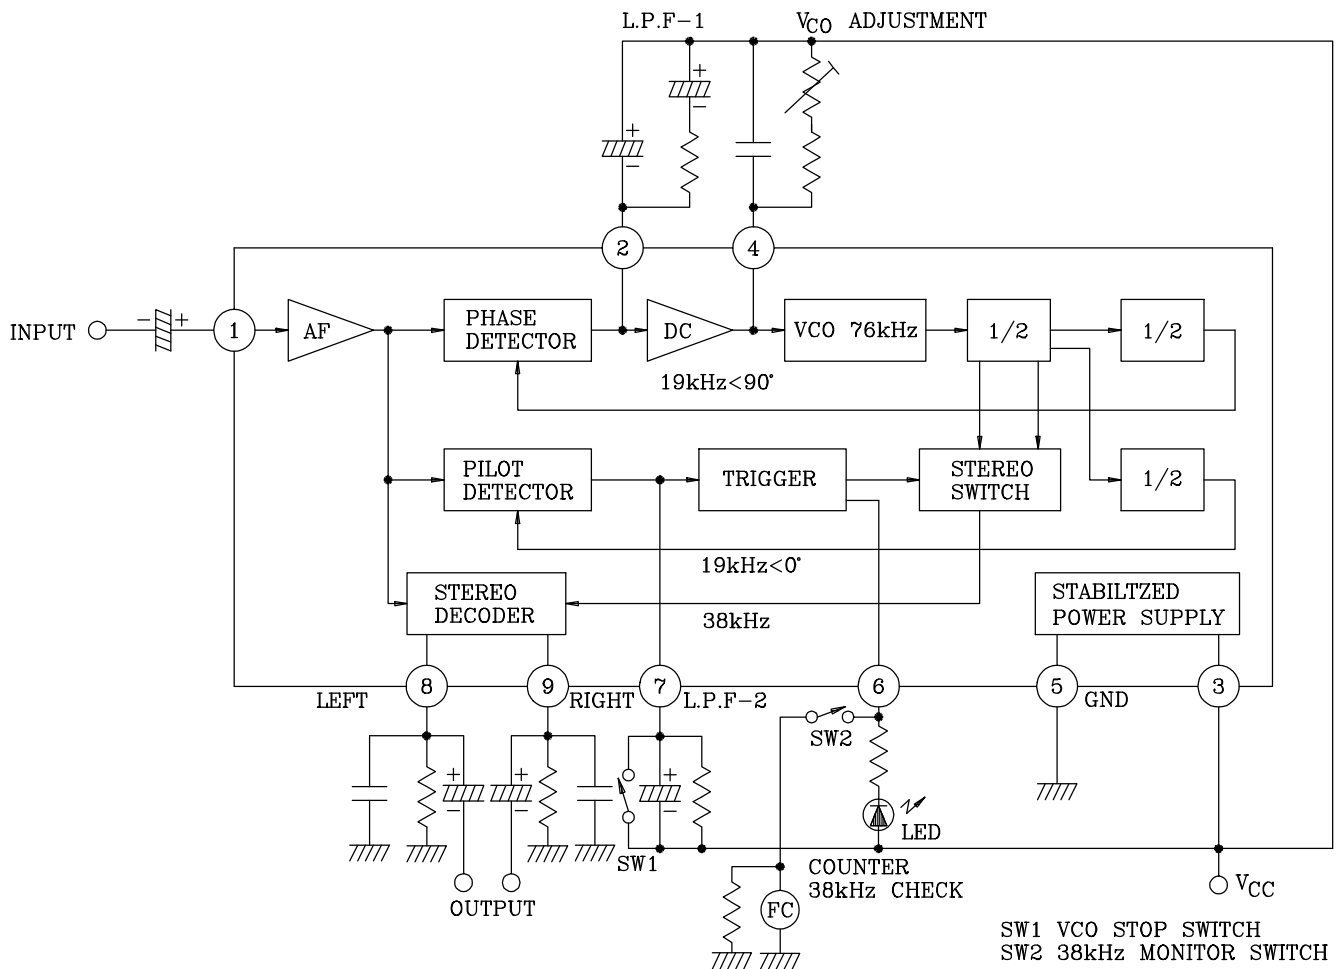 L.P.F-1
VCO ADJUSTMENT
+
+
-
-
2
4
INPUT
- +
1
AF
PHASE
DETECTOR
DC
VCO 76kHz
1/2
1/2
19kHz<90°
PILOT
DETECTOR
TRIGGER
STEREO
SWITCH
1/2
19kHz<0°
STEREO
DECODER
38kHz
STABILTZED
POWER SUPPLY
LEFT
8
9
RIGHT
7
L.P.F-2
6
5
GND
3
SW2
+
-
+
-
+
-
SW1
LED
COUNTER
38kHz CHECK
VCC
OUTPUT
FC
SW1 VCO STOP SWITCH
SW2 38kHz MONITOR SWITCH